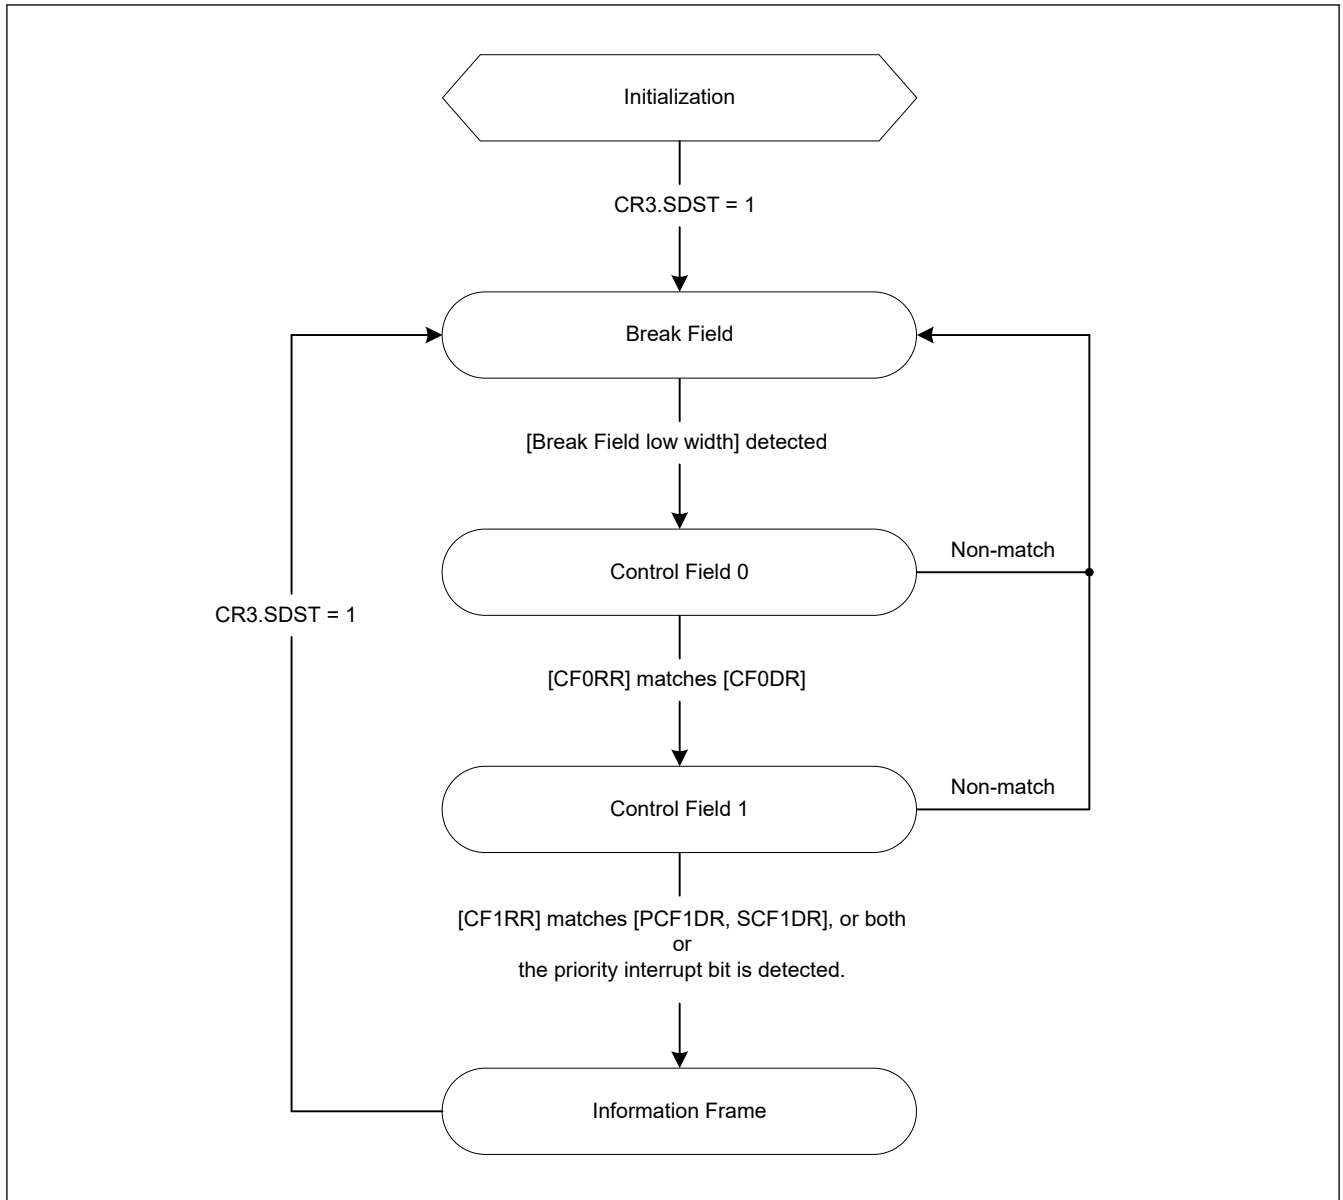 Initialization
CR3.SDST = 1
Break Field
[Break Field low width] detected
Non-match
Control Field 0
CR3.SDST = 1
[CF0RR] matches [CF0DR]
Non-match
Control Field 1
[CF1RR] matches [PCF1DR, SCF1DR], or both
or
the priority interrupt bit is detected.
Information Frame